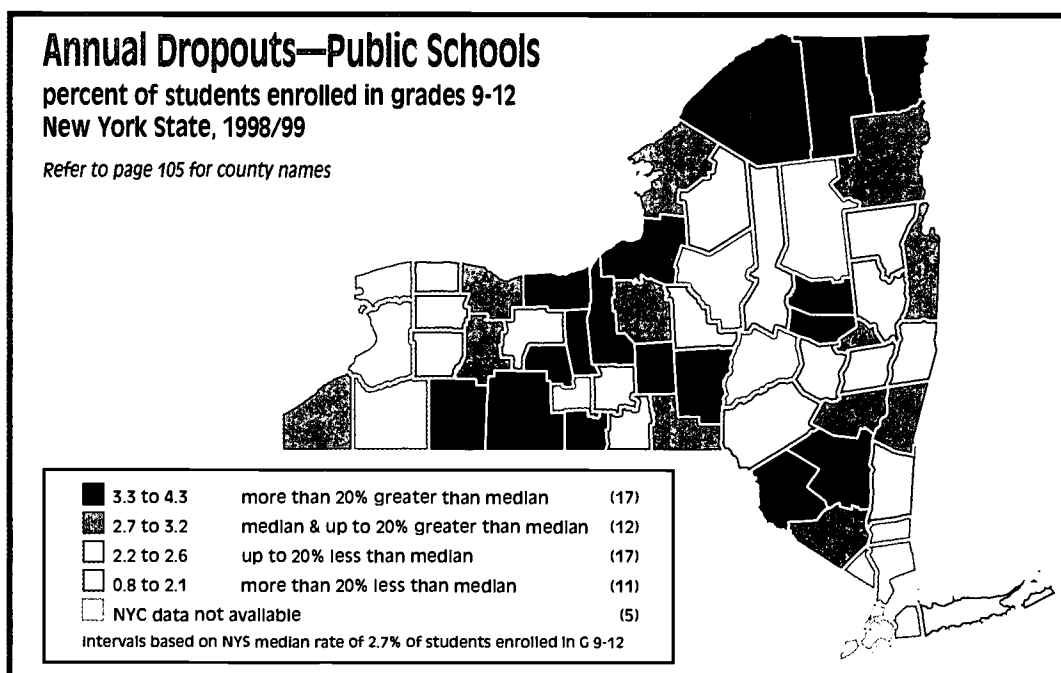 Annual Dropouts—Public Schools
percent of students enrolled in grades 9-12
New York State, 1998/99
Refer to page 105 for county names
3.3 to 4.3 more than 20% greater than median (17)
2.7 to 3.2 median & up to 20% greater than median (12)
2.2 to 2.6 up to 20% less than median (17)
0.8 to 2.1 more than 20% less than median (11)
NYC data not available (5)
Intervals based on NYS median rate of 2.7% of students enrolled in G 9-12